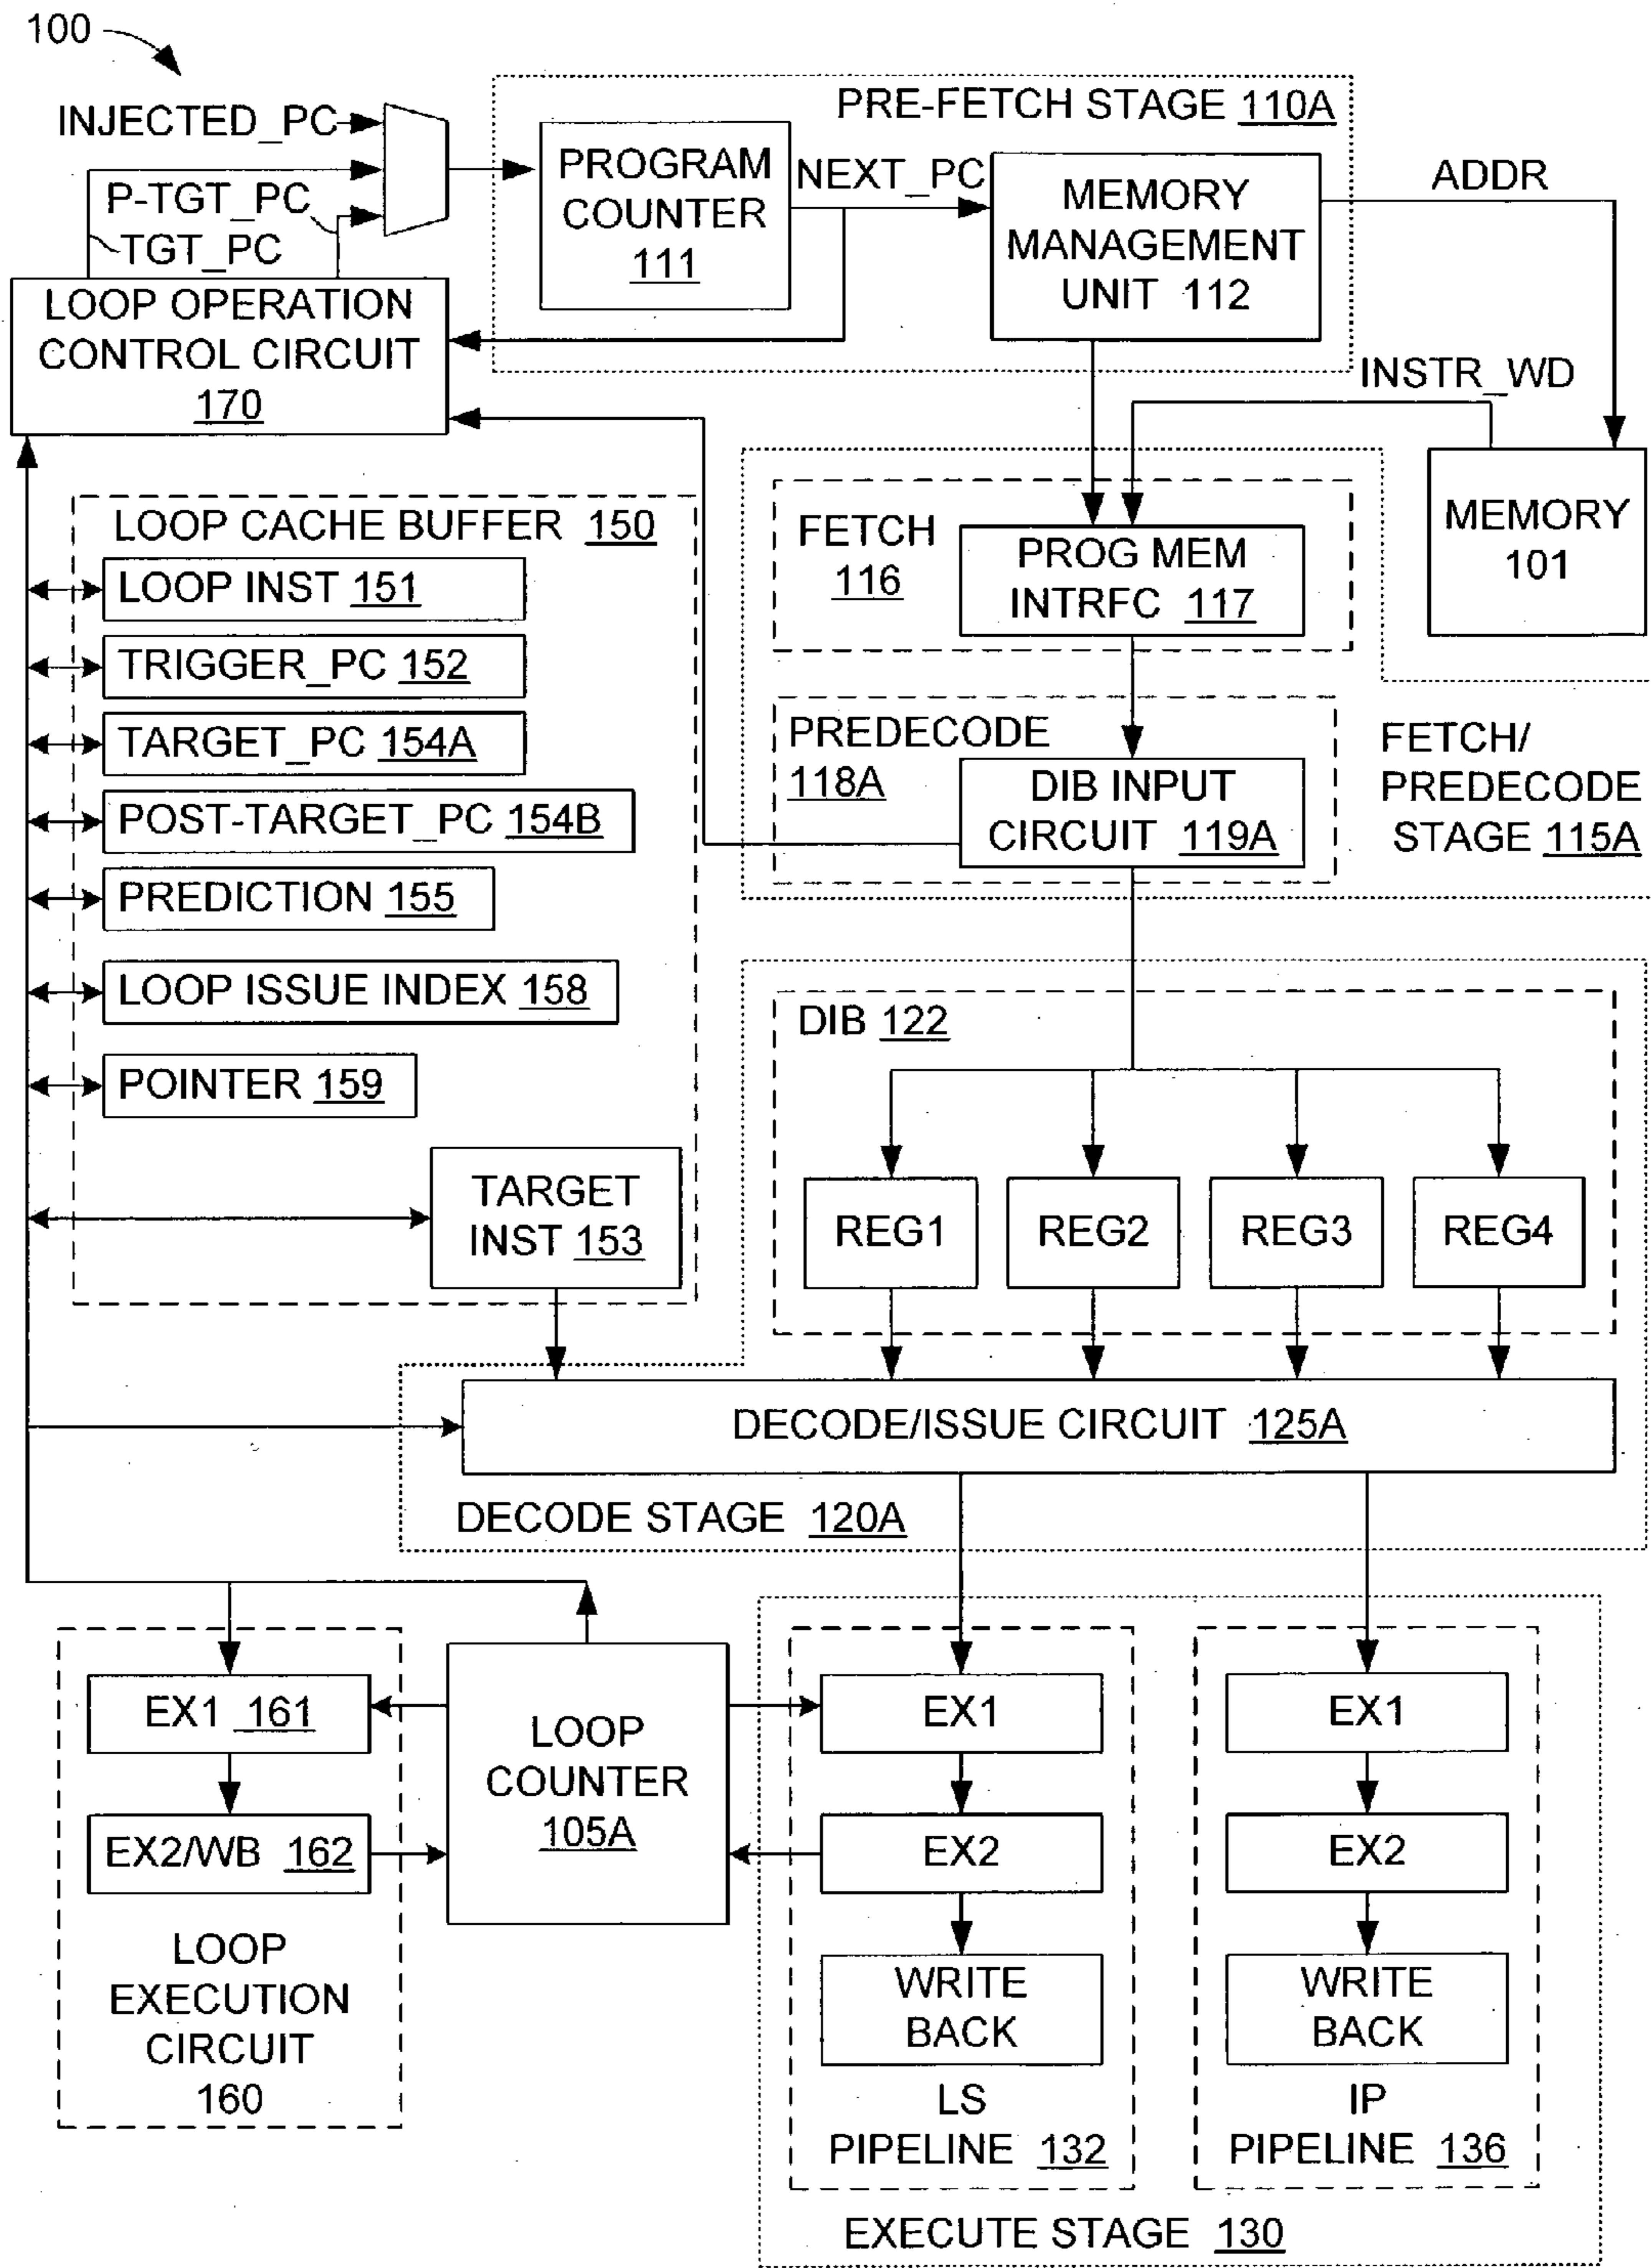 100
INJECTED_PC
P-TGT_PC
TGT_PC
PRE-FETCH STAGE 110A
PROGRAM
COUNTER
111
NEXT_PC
MEMORY
MANAGEMENT
UNIT 112
ADDR
LOOP OPERATION
CONTROL CIRCUIT
170
INSTR_WD
MEMORY
101
LOOP CACHE BUFFER 150
LOOP INST 151
TRIGGER_PC 152
TARGET_PC 154A
POST-TARGET_PC 154B
PREDICTION 155
LOOP ISSUE INDEX 158
POINTER 159
TARGET
INST 153
FETCH
116
PROG MEM
INTRFC 117
PREDECODE
118A
DIB INPUT
CIRCUIT 119A
FETCH/
PREDECODE
STAGE 115A
DIB 122
REG1
REG2
REG3
REG4
DECODE/ISSUE CIRCUIT 125A
DECODE STAGE 120A
EX1 161
EX2/WB 162
LOOP
EXECUTION
CIRCUIT
160
LOOP
COUNTER
105A
EX1
EX2
WRITE
BACK
LS
PIPELINE 132
EX1
EX2
WRITE
BACK
IP
PIPELINE 136
EXECUTE STAGE 130